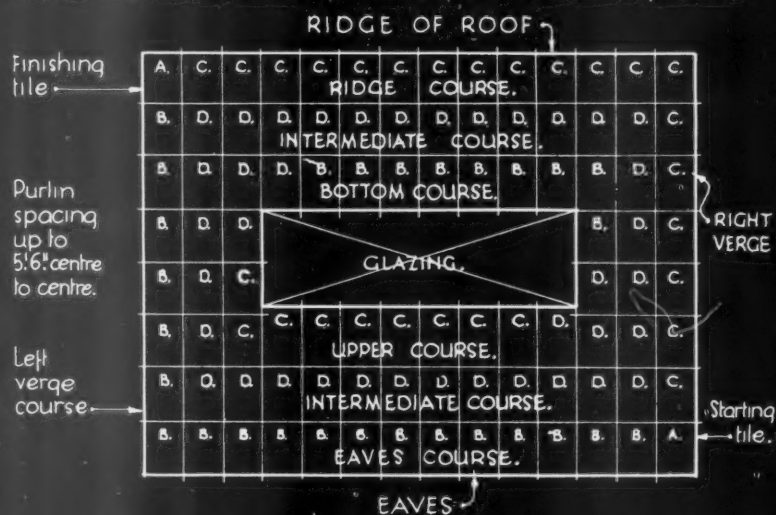 RIDGE OF ROOF
Finishing
tile
A. C. C. C. C. C. C. C. C. C. C. C. C. C.
RIDGE COURSE.
B. D. D. D. D. D. D. D. D. D. D. D. D. C.
INTERMEDIATE COURSE.
B. D. D. D. B. B. B. B. B. B. B. B. D. C.
BOTTOM COURSE.
Purlin
spacing
up to
5'.6". centre
to centre.
RIGHT
VERGE
B. D. D. B. D. C.
GLAZING.
B. D. C. D. D. C.
B. D. C. C. C. C. C. C. C. C. D. D. D. C.
UPPER COURSE.
Left
verge
course
B. D. D. D. D. D. D. D. D. D. D. D. D. C.
INTERMEDIATE COURSE.
B. B. B. B. B. B. B. B. B. B. B. B. B. A.
EAVES COURSE.
Starting
tile.
EAVES